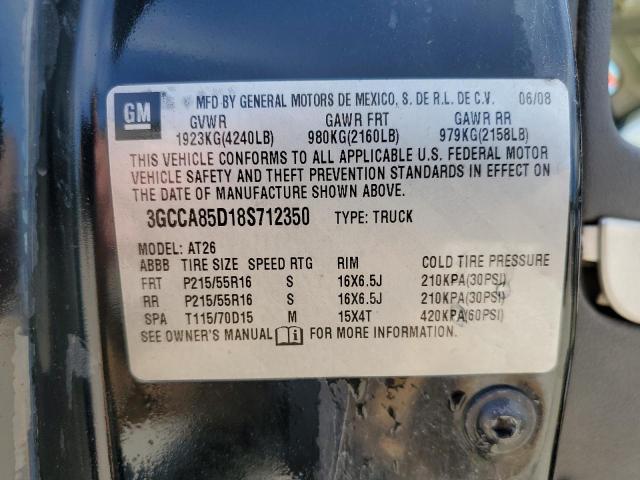 GM
MFD BY GENERAL MOTORS DE MEXICO, S. DE R.L. DE C.V. 06/08
GVWR GAWR FRT GAWR RR
1923KG(4240LB) 980KG(2160LB) 979KG(2158LB)
THIS VEHICLE CONFORMS TO ALL APPLICABLE U.S. FEDERAL MOTOR
VEHICLE SAFETY AND THEFT PREVENTION STANDARDS IN EFFECT ON
THE DATE OF MANUFACTURE SHOWN ABOVE.
3GCCA85D18S712350 TYPE: TRUCK
MODEL: AT26
ABBB TIRE SIZE SPEED RTG RIM COLD TIRE PRESSURE
FRT P215/55R16 S 16X6.5J 210KPA(30PSI)
RR P215/55R16 S 16X6.5J 210KPA(30PSI)
SPA T115/70D15 M 15X4T 420KPA(60PSI)
SEE OWNER'S MANUAL FOR MORE INFORMATION.